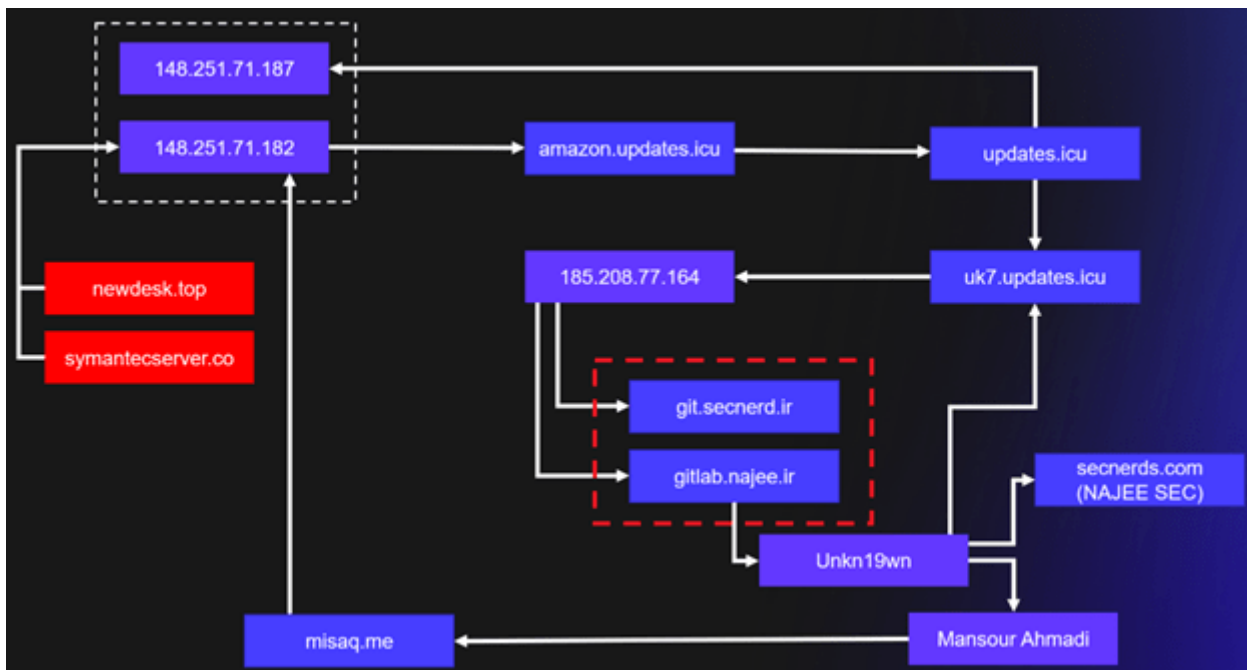 148.251.71.187
148.251.71.182
amazon.updates.icu
updates.icu
newdesk.top
185.208.77.164
uk7.updates.icu
symantecserver.co
git.secnerd.ir
gitlab.najee.ir
secnerds.com
(NAJEE SEC)
Unkn19wn
misaq.me
Mansour Ahmadi